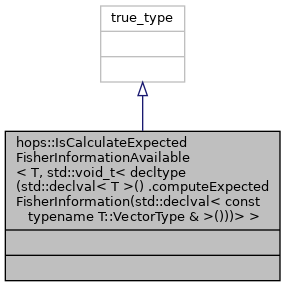 true_type
hops::IsCalculateExpected
FisherInformationAvailable
< T, std::void_t< decltype
(std::declval< T >() .computeExpected
FisherInformation(std::declval< const
typename T::VectorType & >()))> >